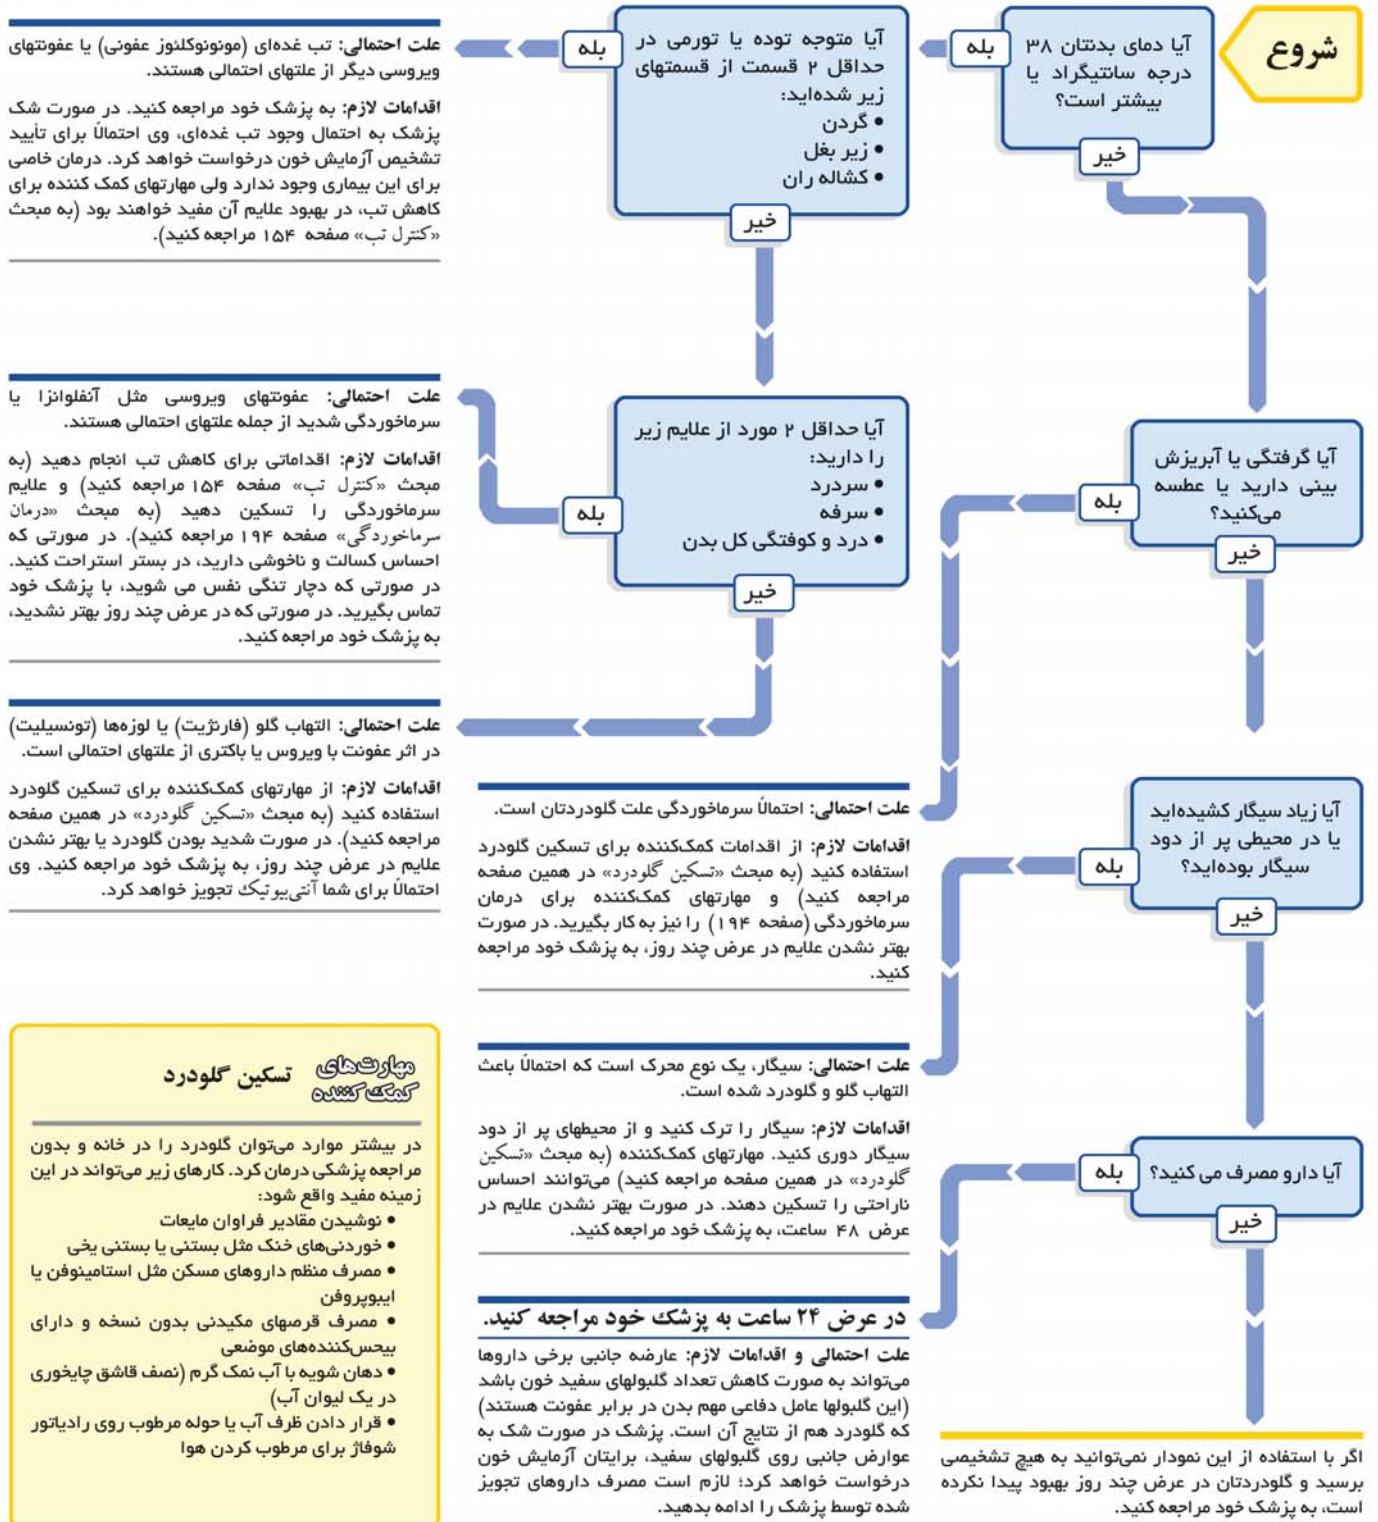 شروع
آیا دمای بدنتان ۳۸
درجه سانتیگراد یا
بیشتر است؟
بله
خیر
آیا متوجه توده یا تورمی در
حداقل ۲ قسمت از قسمتهای
زیر شده‌اید:
• گردن
• زیر بغل
• کشاله ران
بله
خیر
علت احتمالی: تب غده‌ای (مونونوکلئوز عفونی) یا عفونتهای
ویروسی دیگر از علتهای احتمالی هستند.
اقدامات لازم: به پزشک خود مراجعه کنید. در صورت شک
پزشک به احتمال وجود تب غده‌ای، وی احتمالاً برای تأیید
تشخیص آزمایش خون درخواست خواهد کرد. درمان خاصی
برای این بیماری وجود ندارد ولی مهارتهای کمک کننده برای
کاهش تب، در بهبود علایم آن مفید خواهند بود (به مبحث
«کنترل تب» صفحه ۱۵۴ مراجعه کنید).
آیا گرفتگی یا آبریزش
بینی دارید یا عطسه
می‌کنید؟
بله
خیر
آیا حداقل ۲ مورد از علایم زیر
را دارید:
• سردرد
• سرفه
• درد و کوفتگی کل بدن
بله
خیر
علت احتمالی: عفونتهای ویروسی مثل آنفلوانزا یا
سرماخوردگی شدید از جمله علتهای احتمالی هستند.
اقدامات لازم: اقداماتی برای کاهش تب انجام دهید (به
مبحث «کنترل تب» صفحه ۱۵۴ مراجعه کنید) و علایم
سرماخوردگی را تسکین دهید (به مبحث «درمان
سرماخوردگی» صفحه ۱۹۴ مراجعه کنید). در صورتی که
احساس کسالت و ناخوشی دارید، در بستر استراحت کنید.
در صورتی که دچار تنگی نفس می شوید، با پزشک خود
تماس بگیرید. در صورتی که در عرض چند روز بهتر نشدید،
به پزشک خود مراجعه کنید.
علت احتمالی: التهاب گلو (فارنژیت) یا لوزه‌ها (تونسیلیت)
در اثر عفونت با ویروس یا باکتری از علتهای احتمالی است.
اقدامات لازم: از مهارتهای کمک‌کننده برای تسکین گلودرد
استفاده کنید (به مبحث «تسکین گلودرد» در همین صفحه
مراجعه کنید). در صورت شدید بودن گلودرد یا بهتر نشدن
علایم در عرض چند روز، به پزشک خود مراجعه کنید. وی
احتمالاً برای شما آنتی‌بیوتیک تجویز خواهد کرد.
علت احتمالی: احتمالاً سرماخوردگی علت گلودردتان است.
اقدامات لازم: از اقدامات کمک‌کننده برای تسکین گلودرد
استفاده کنید (به مبحث «تسکین گلودرد» در همین صفحه
مراجعه کنید) و مهارتهای کمک‌کننده برای درمان
سرماخوردگی (صفحه ۱۹۴) را نیز به کار بگیرید. در صورت
بهتر نشدن علایم در عرض چند روز، به پزشک خود مراجعه
کنید.
آیا زیاد سیگار کشیده‌اید
یا در محیطی پر از دود
سیگار بوده‌اید؟
بله
خیر
علت احتمالی: سیگار، یک نوع محرک است که احتمالاً باعث
التهاب گلو و گلودرد شده است.
اقدامات لازم: سیگار را ترک کنید و از محیطهای پر از دود
سیگار دوری کنید. مهارتهای کمک‌کننده (به مبحث «تسکین
گلودرد» در همین صفحه مراجعه کنید) می‌توانند احساس
ناراحتی را تسکین دهند. در صورت بهتر نشدن علایم در
عرض ۴۸ ساعت، به پزشک خود مراجعه کنید.
آیا دارو مصرف می کنید؟
بله
خیر
در عرض ۲۴ ساعت به پزشک خود مراجعه کنید.
علت احتمالی و اقدامات لازم: عارضه جانبی برخی داروها
می‌تواند به صورت کاهش تعداد گلبولهای سفید خون باشد
(این گلبولها عامل دفاعی مهم بدن در برابر عفونت هستند)
که گلودرد هم از نتایج آن است. پزشک در صورت شک به
عوارض جانبی روی گلبولهای سفید، برایتان آزمایش خون
درخواست خواهد کرد؛ لازم است مصرف داروهای تجویز
شده توسط پزشک را ادامه بدهید.
اگر با استفاده از این نمودار نمی‌توانید به هیچ تشخیصی
برسید و گلودردتان در عرض چند روز بهبود پیدا نکرده
است، به پزشک خود مراجعه کنید.
مهارت‌های
کمک‌کننده
تسکین گلودرد
در بیشتر موارد می‌توان گلودرد را در خانه و بدون
مراجعه پزشکی درمان کرد. کارهای زیر می‌تواند در این
زمینه مفید واقع شود:
• نوشیدن مقادیر فراوان مایعات
• خوردنی‌های خنک مثل بستنی یا بستنی یخی
• مصرف منظم داروهای مسکن مثل استامینوفن یا
ایبوپروفن
• مصرف قرصهای مکیدنی بدون نسخه و دارای
بیحس‌کننده‌های موضعی
• دهان شویه با آب نمک گرم (نصف قاشق چایخوری
در یک لیوان آب)
• قرار دادن ظرف آب یا حوله مرطوب روی رادیاتور
شوفاژ برای مرطوب کردن هوا